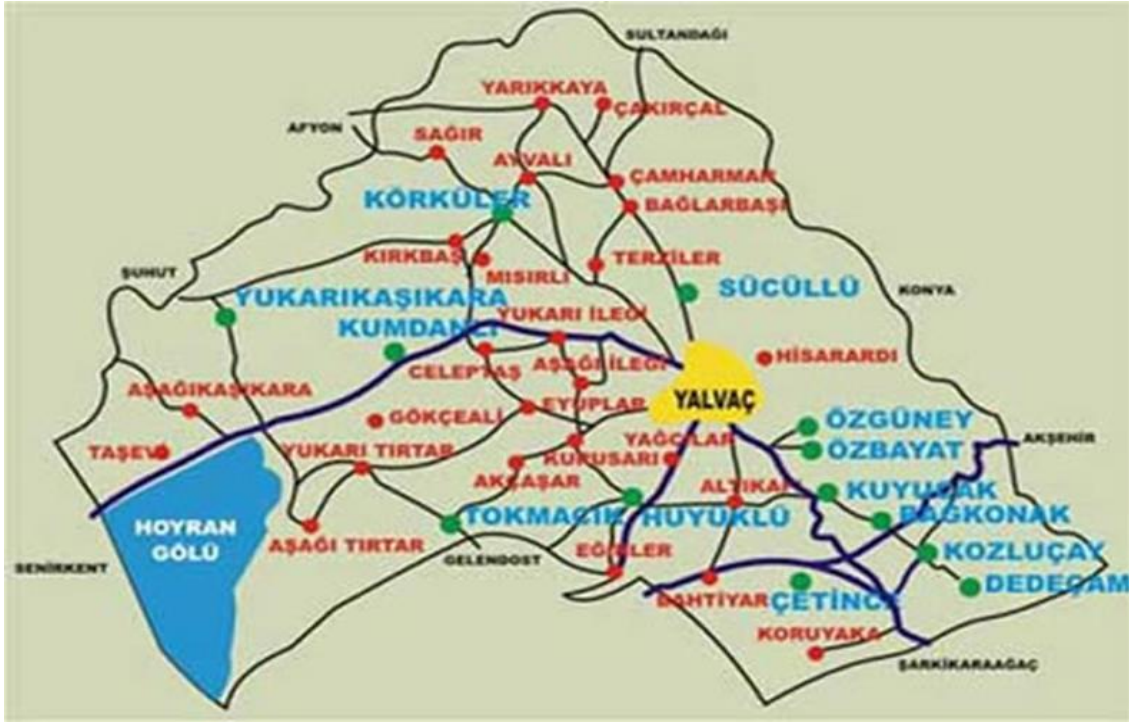 SULTANDAĞI
YARIKKAYA
ÇAKIRÇAL
AFYON
SAĞIR
AYVALI
ÇAMHARMAN
KÖRKÜLER
BAĞLARBAŞI
KIRKBAŞ
TERZİLER
MISIRLI
ŞUHUT
SÜCÜLLÜ
KONYA
YUKARIKAŞIKARA
YUKARI İLEGİ
KUMDANLI
HİSARARDI
AŞAĞI İLEGİ
CELEPTAŞ
AŞAĞIKAŞIKARA
YALVAÇ
EYÜPLAR
GÖKÇEALİ
ÖZGÜNEY
AKŞEHİR
YAĞCILAR
TAŞEVİ
YUKARI TIRTAR
ÖZBAYAT
KURUSARI
AKÇAŞAR
ALTIKAPI
KUYUCAK
HOYRAN
GÖLÜ
TOKMACIK
HÜYÜKLÜ
BAĞKONAK
AŞAĞI TIRTAR
EĞİRLER
KOZLUÇAY
GELENDOST
SENİRKENT
DEDEÇAM
BAHTİYAR
ÇETİNCE
KORUYAKA
ŞARKİKARAAĞAÇ